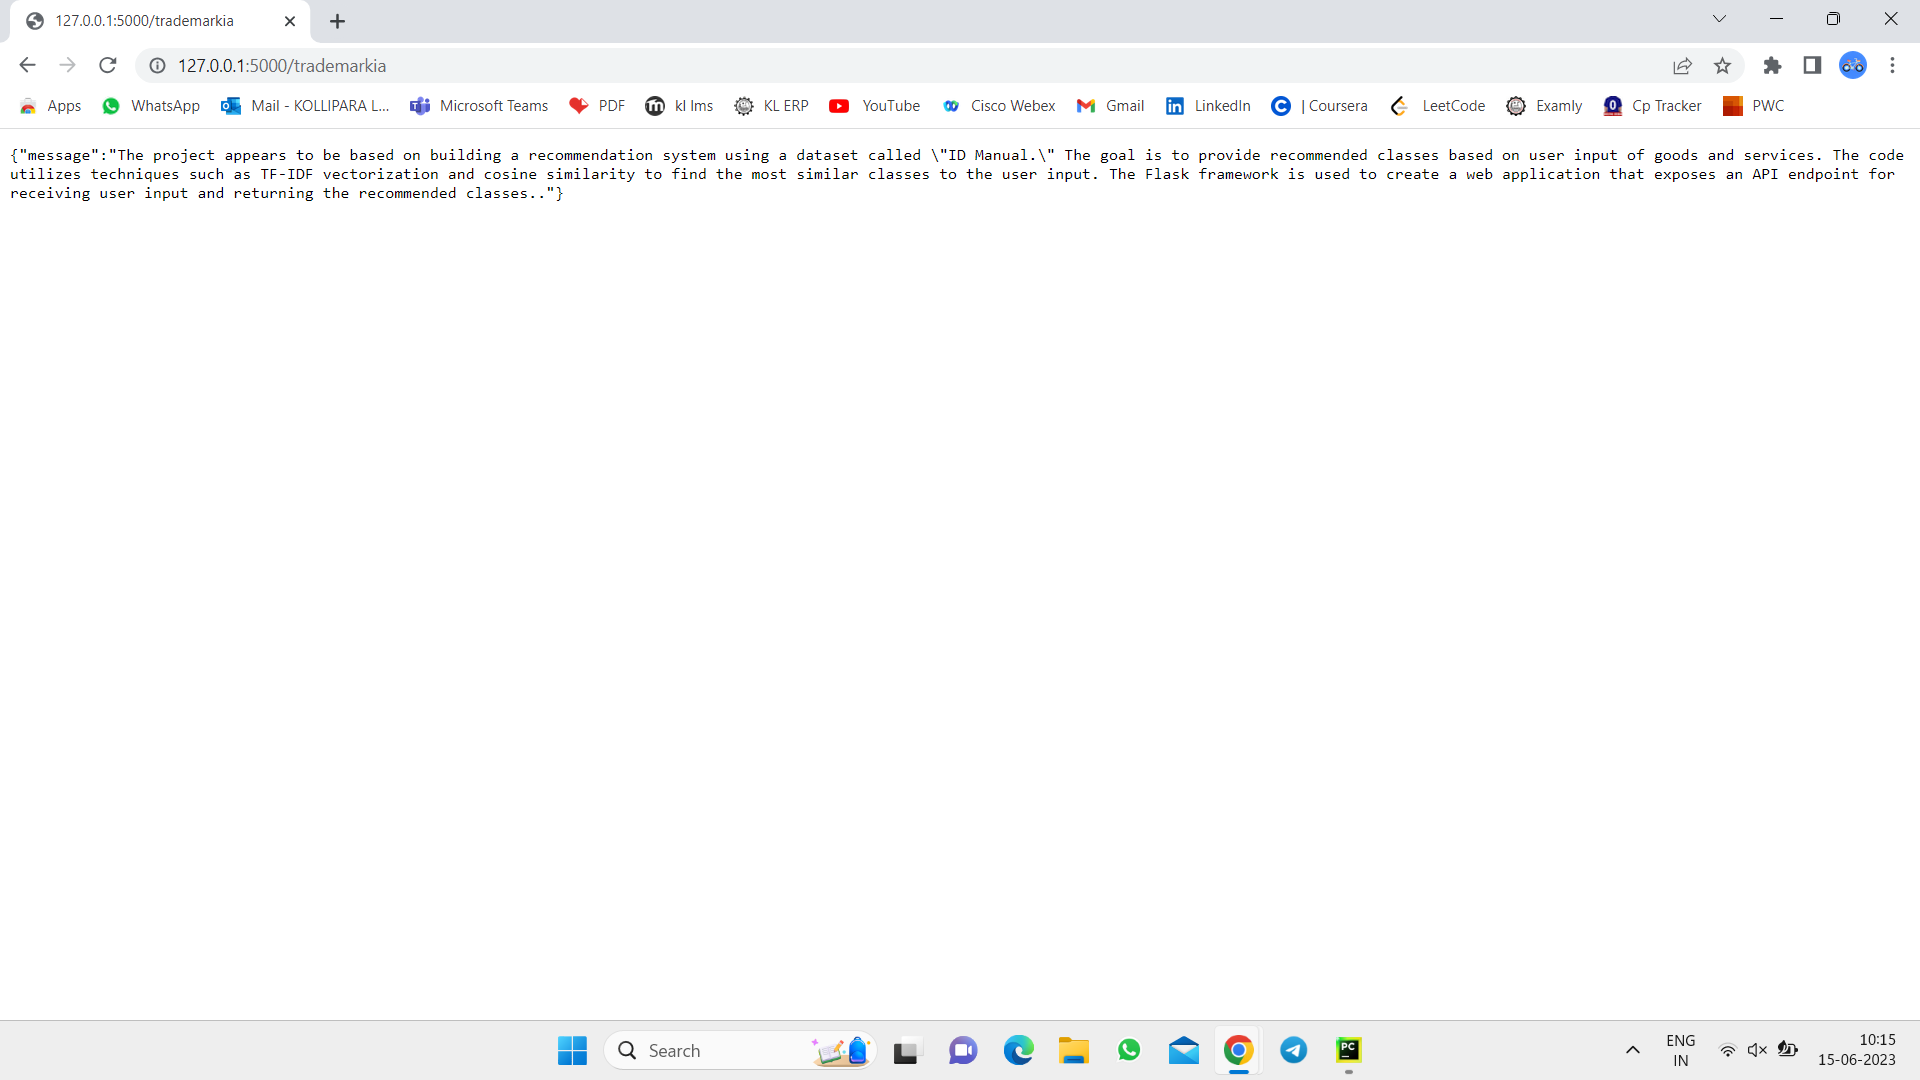 127.0.0.1:5000/trademarkia
127.0.0.1:5000/trademarkia
Apps WhatsApp Mail - KOLLIPARA L... Microsoft Teams PDF kl lms KL ERP YouTube Cisco Webex Gmail LinkedIn | Coursera LeetCode Examly Cp Tracker PWC
{"message":"The project appears to be based on building a recommendation system using a dataset called \"ID Manual.\" The goal is to provide recommended classes based on user input of goods and services. The code
utilizes techniques such as TF-IDF vectorization and cosine similarity to find the most similar classes to the user input. The Flask framework is used to create a web application that exposes an API endpoint for
receiving user input and returning the recommended classes.."}
Search
PC
ENG
IN
10:15
15-06-2023